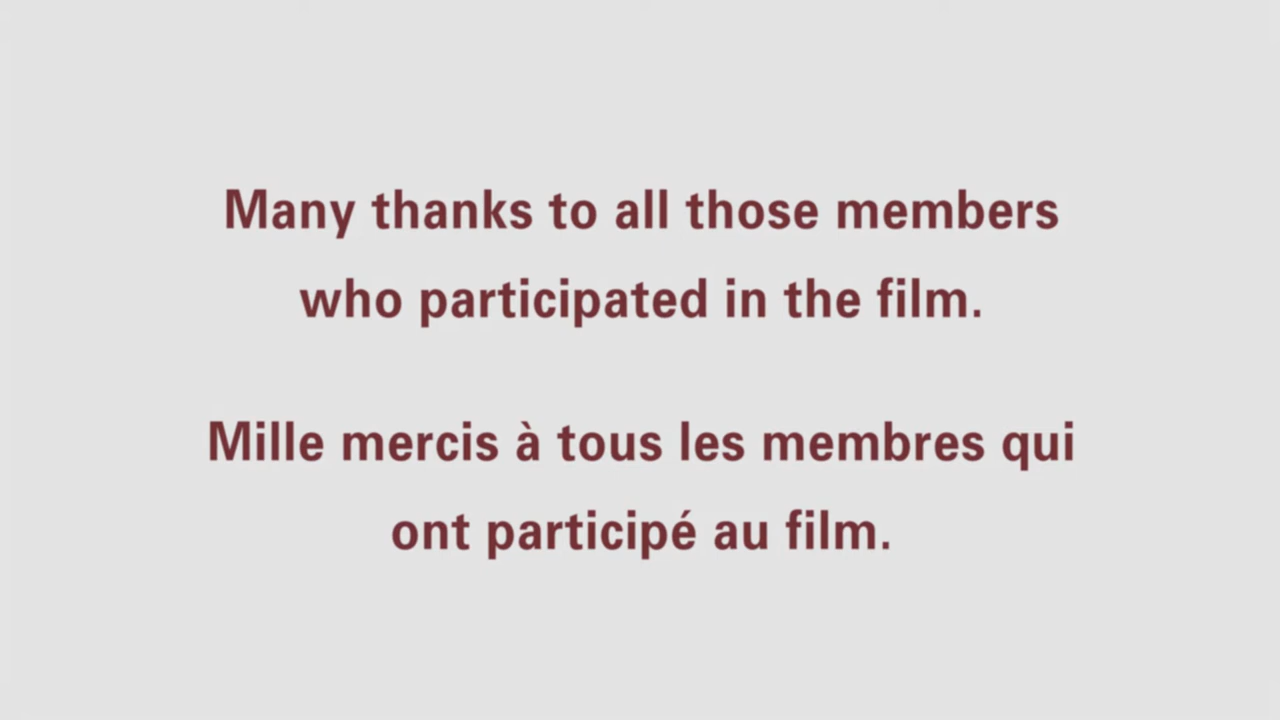 Many thanks to all those members
who participated in the film.
Mille mercis à tous les membres qui
ont participé au film.